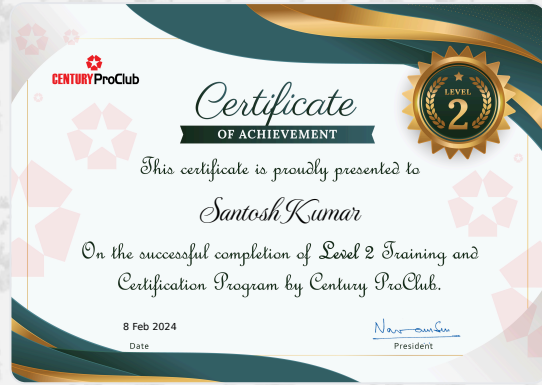 CENTURY ProClub
LEVEL
2
Certificate
OF ACHIEVEMENT
This certificate is proudly presented to
Santosh Kumar
On the successful completion of Level 2 Training and
Certification Program by Century ProClub.
8 Feb 2024
Date
President